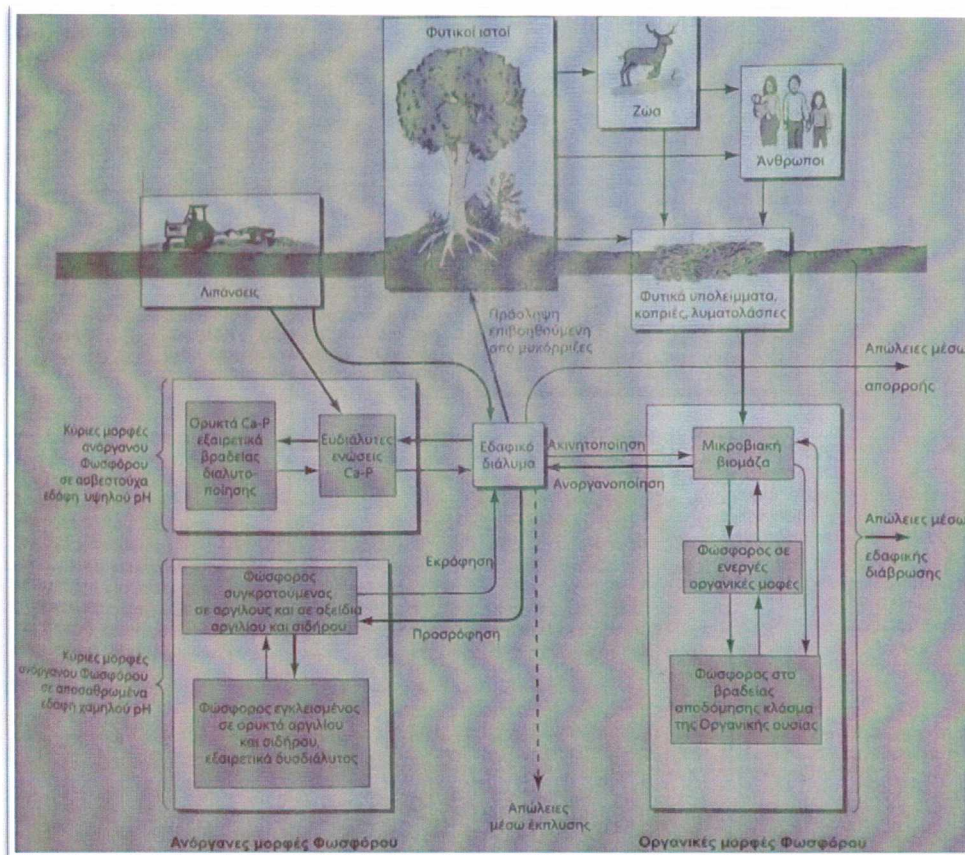 Φυτικοί ιστοί
Ζώα
Άνθρωποι
Λιπάνσεις
Φυτικά υπολείμματα,
κοπριές, λυματολάσπες
Πρόσληψη
επιβοηθούμενη
από μυκόρριζες
Απώλειες μέσω
απορροής
Κύριες μορφές
ανόργανου
Φωσφόρου
σε ασβεστούχα
εδάφη υψηλού pH
Ορυκτά Ca-P
εξαιρετικά
βραδείας
διαλυτο-
ποίησης
Ευδιάλυτες
ενώσεις
Ca-P
Εδαφικό
διάλυμα
Ακινητοποίηση
Ανοργανοποίηση
Μικροβιακή
βιομάζα
Απώλειες μέσω
εδαφικής
διάβρωσης
Φώσφορος σε
ενεργές
οργανικές μοφές
Εκρόφηση
Προσρόφηση
Κύριες μορφές
ανόργανου Φωσφόρου
σε αποσαθρωμένα
εδάφη χαμηλού pH
Φώσφορος
συγκρατούμενας
σε αργίλους και σε οξείδια
αργιλίου και σιδήρου
Φώσφορος εγκλεισμένος
σε ορυκτά αργιλίου
και σιδήρου,
εξαιρετικά δυσδιάλυτος
Φώσφορος στο
βραδείας
αποδόμησης κλάσμα
της Οργανικής ουσίας
Απώλειες
μέσω έκπλυσης
Ανόργανες μορφές Φωσφόρου
Οργανικές μορφές Φωσφόρου